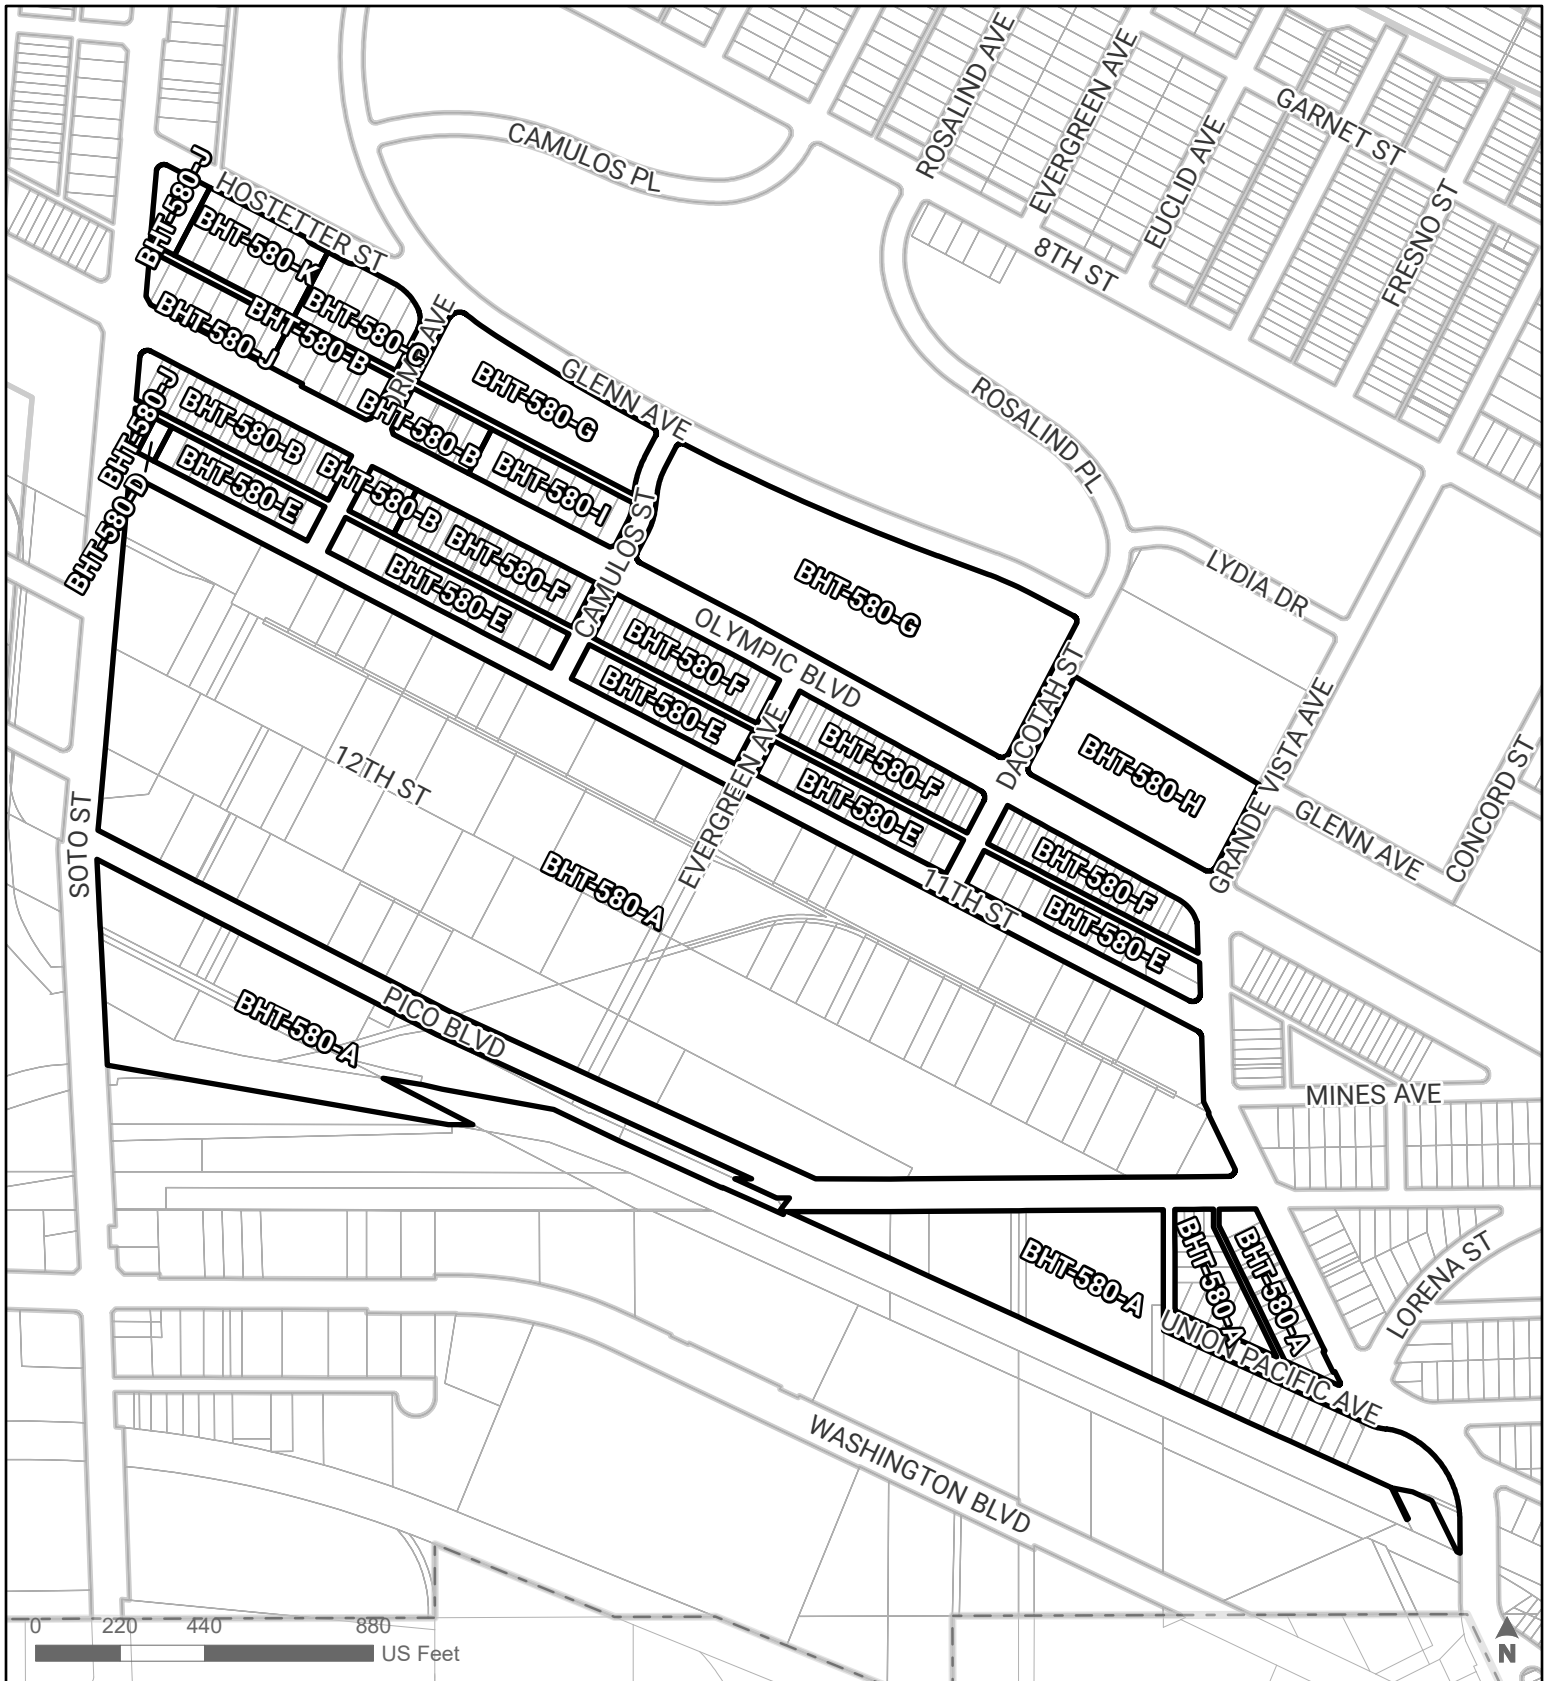 ROSALIND AVE
EVERGREEN AVE
GARNET ST
CAMULOS PL
EUCLID AVE
FRESNO ST
8TH ST
BHT-580-J
HOSTETTER ST
BHT-580-K
BHT-580-C
BHT-580-J
BHT-580-B
ORME AVE
BHT-580-G
GLENN AVE
ROSALIND PL
BHT-580-J
BHT-580-B
BHT-580-B
BHT-580-I
BHT-580-E
BHT-580-B
BHT-580-D
BHT-580-F
BHT-580-E
CAMULOS ST
BHT-580-G
LYDIA DR
BHT-580-F
OLYMPIC BLVD
BHT-580-E
DACOTAH ST
BHT-580-F
BHT-580-H
GRANDE VISTA AVE
12TH ST
EVERGREEN AVE
BHT-580-E
GLENN AVE
CONCORD ST
SOTO ST
BHT-580-A
11TH ST
BHT-580-F
BHT-580-E
BHT-580-A
PICO BLVD
MINES AVE
BHT-580-A
BHT-580-A
BHT-580-A
LORENA ST
UNION PACIFIC AVE
WASHINGTON BLVD
0 220 440 880
US Feet
N